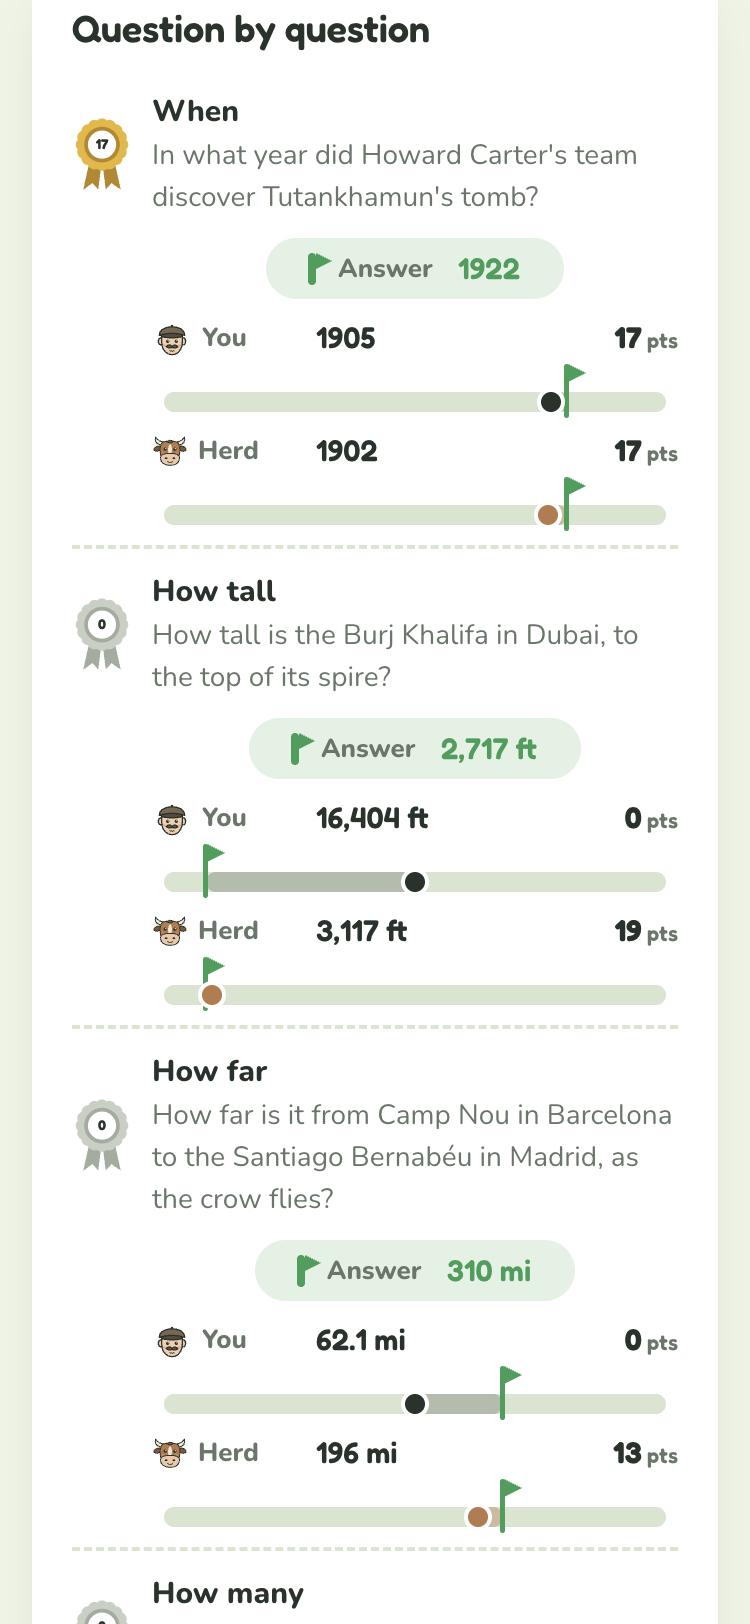 Question by question
When
17
In what year did Howard Carter's team
discover Tutankhamun's tomb?
Answer 1922
You 1905 17 pts
Herd 1902 17 pts
How tall
0
How tall is the Burj Khalifa in Dubai, to
the top of its spire?
Answer 2,717 ft
You 16,404 ft 0 pts
Herd 3,117 ft 19 pts
How far
0
How far is it from Camp Nou in Barcelona
to the Santiago Bernabéu in Madrid, as
the crow flies?
Answer 310 mi
You 62.1 mi 0 pts
Herd 196 mi 13 pts
How many